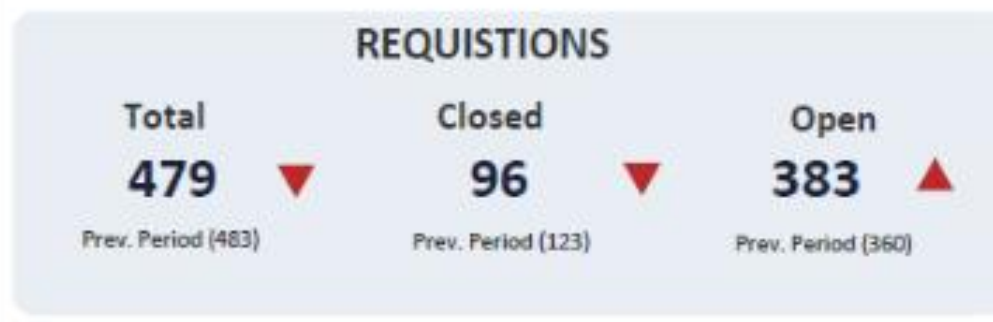 REQUISTIONS
Total Closed Open
479 96 383
Prev. Period (483) Prev. Period (123) Prev. Period (360)